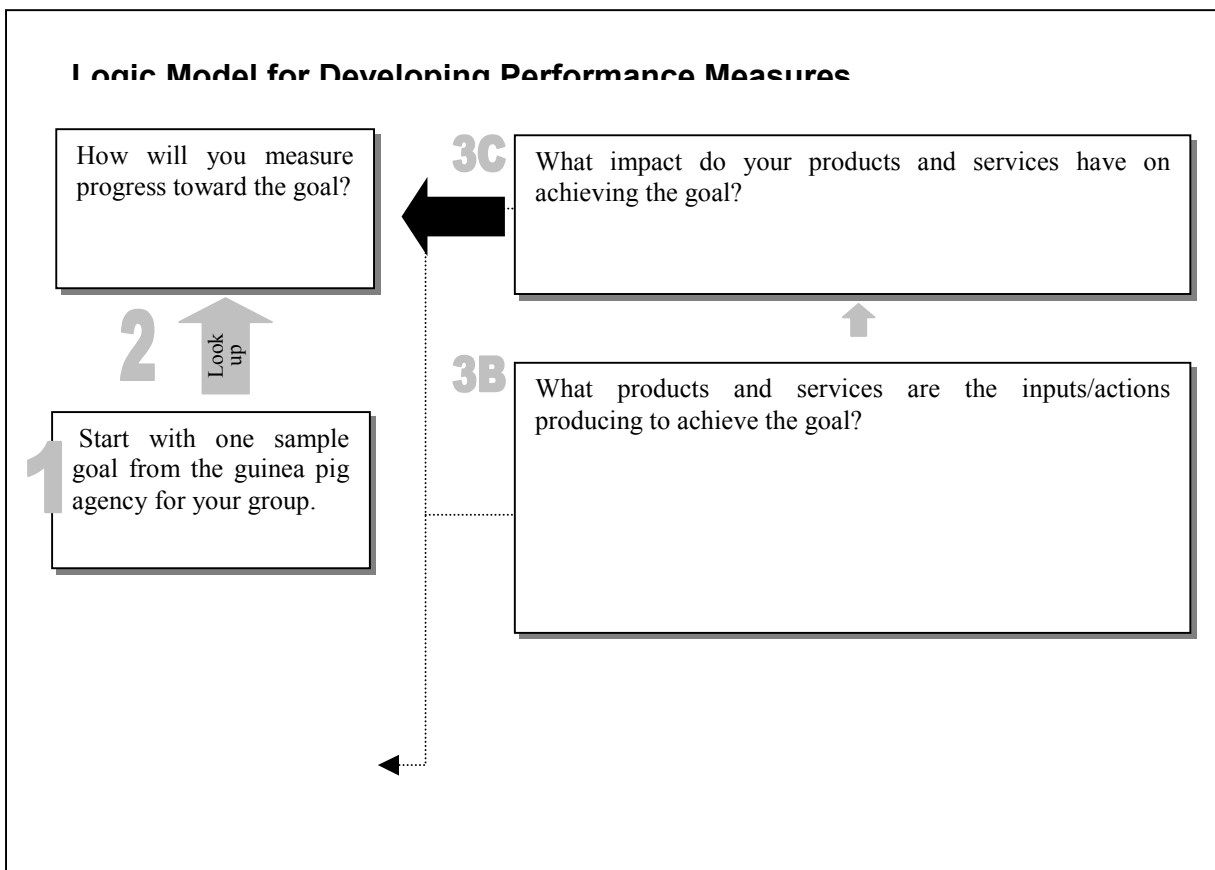 Logic Model for Developing Performance Measures
How will you measure
progress toward the goal?
3C
What impact do your products and services have on
achieving the goal?
2
Look
up
3B
What products and services are the inputs/actions
producing to achieve the goal?
1
Start with one sample
goal from the guinea pig
agency for your group.